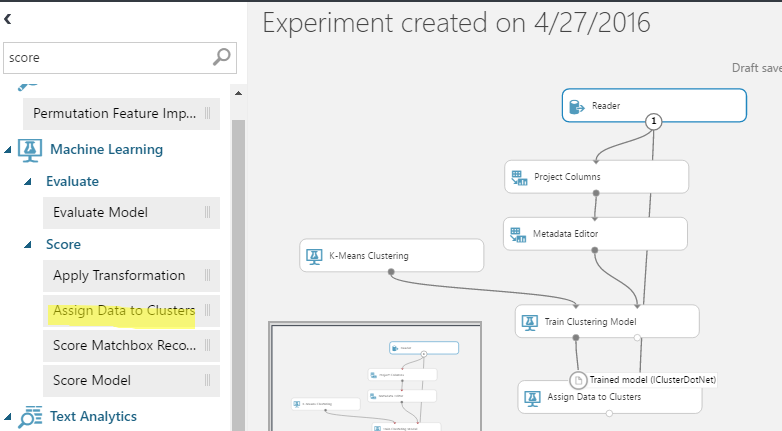 Experiment created on 4/27/2016
score
Draft save
Permutation Feature Imp...
Machine Learning
Evaluate
Evaluate Model
Score
Apply Transformation
Assign Data to Clusters
Score Matchbox Reco...
Score Model
Text Analytics
Reader
1
Project Columns
Metadata Editor
K-Means Clustering
Train Clustering Model
Trained model (IClusterDotNet)
Assign Data to Clusters